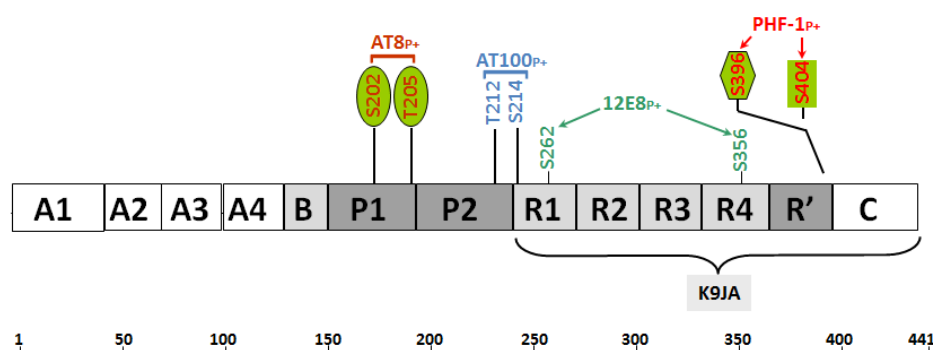 PHF-1P+
AT8P+
AT100P+
S202
T205
T212
S214
12E8P+
S262
S356
S396
S404
A1 A2 A3 A4 B P1 P2 R1 R2 R3 R4 R’ C
K9JA
1 50 100 150 200 250 300 350 400 441